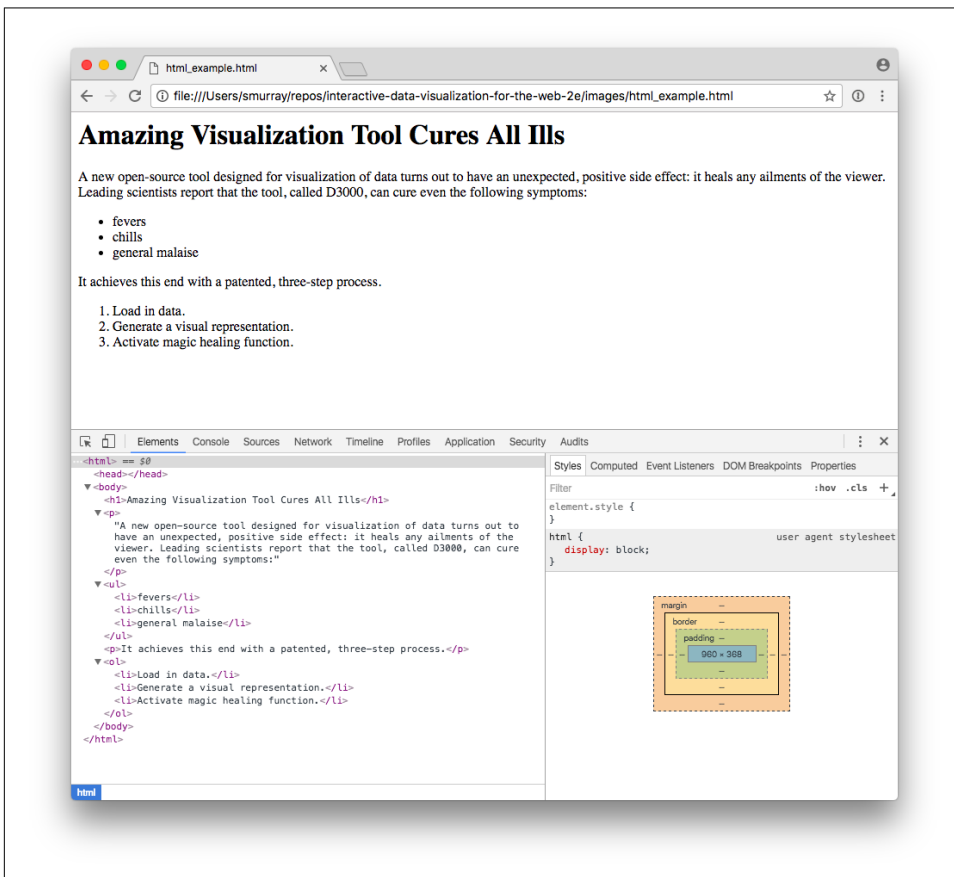 html_example.html
file:///Users/smurray/repos/interactive-data-visualization-for-the-web-2e/images/html_example.html
Amazing Visualization Tool Cures All Ills
A new open-source tool designed for visualization of data turns out to have an unexpected, positive side effect: it heals any ailments of the viewer.
Leading scientists report that the tool, called D3000, can cure even the following symptoms:
• fevers
• chills
• general malaise
It achieves this end with a patented, three-step process.
1. Load in data.
2. Generate a visual representation.
3. Activate magic healing function.
Elements Console Sources Network Timeline Profiles Application Security Audits
<html> == $0
<head></head>
<body>
<h1>Amazing Visualization Tool Cures All Ills</h1>
<p>
"A new open-source tool designed for visualization of data turns out to
have an unexpected, positive side effect: it heals any ailments of the
viewer. Leading scientists report that the tool, called D3000, can cure
even the following symptoms:"
</p>
<ul>
<li>fevers</li>
<li>chills</li>
<li>general malaise</li>
</ul>
<p>It achieves this end with a patented, three-step process.</p>
<ol>
<li>Load in data.</li>
<li>Generate a visual representation.</li>
<li>Activate magic healing function.</li>
</ol>
</body>
</html>
html
Styles Computed Event Listeners DOM Breakpoints Properties
Filter :hov .cls +
element.style {
}
html { user agent stylesheet
display: block;
}
margin –
border –
padding –
– – – 980 × 368 – – –
–
–
–